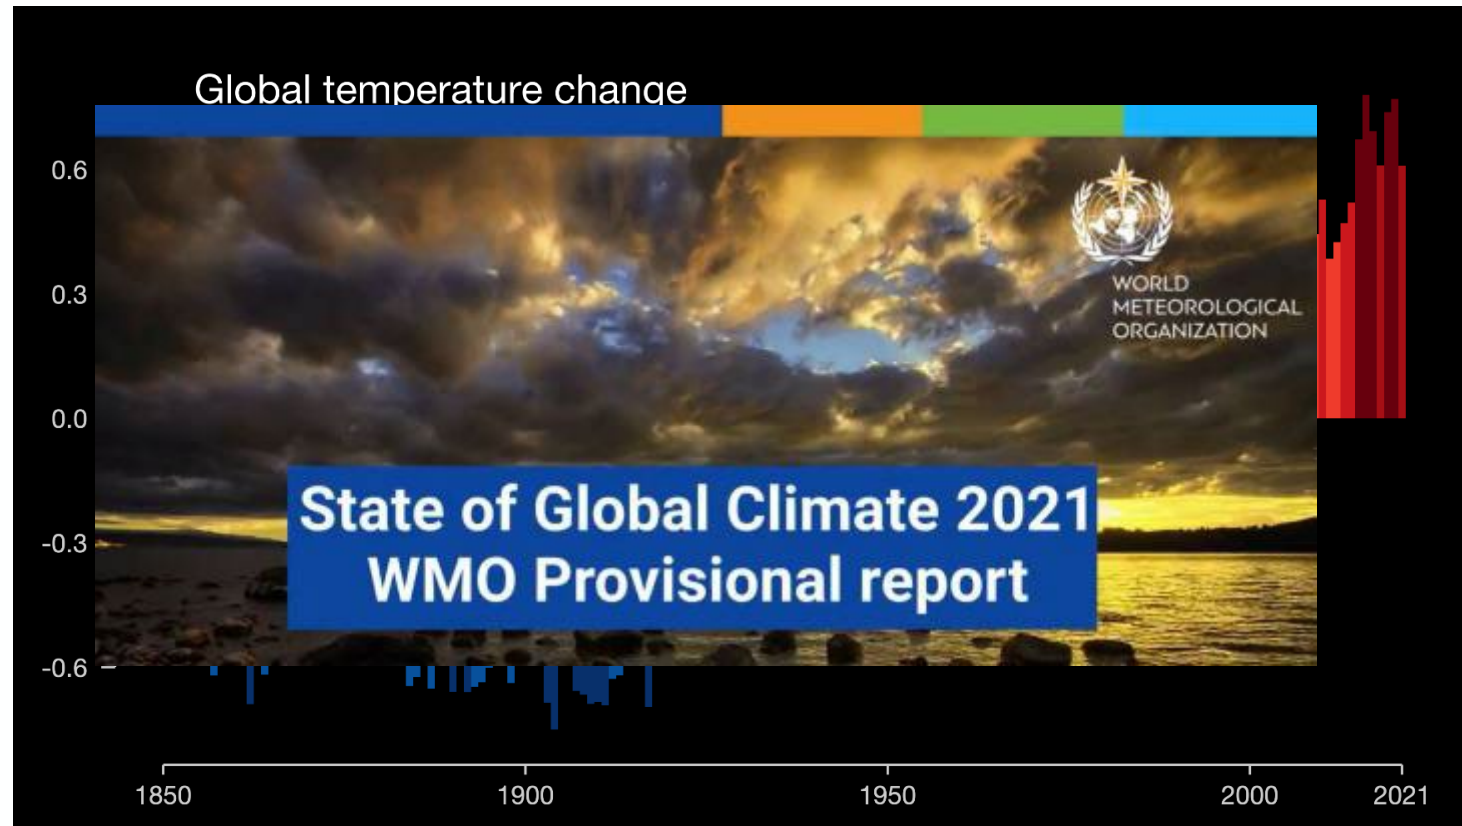 Global temperature change
0.6
0.3
0.0
-0.3
-0.6
WORLD
METEOROLOGICAL
ORGANIZATION
State of Global Climate 2021
WMO Provisional report
1850
1900
1950
2000
2021